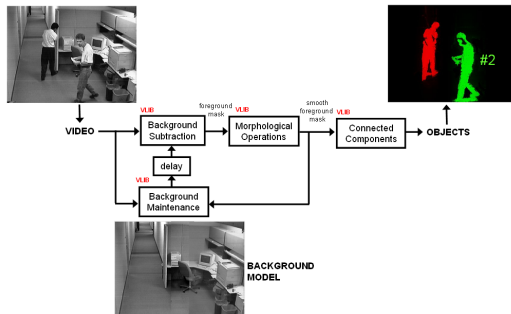 #2
foreground
mask
smooth
foreground
mask
VLIB
VLIB
VLIB
VIDEO
Background
Subtraction
Morphological
Operations
Connected
Components
OBJECTS
delay
VLIB
Background
Maintenance
BACKGROUND
MODEL